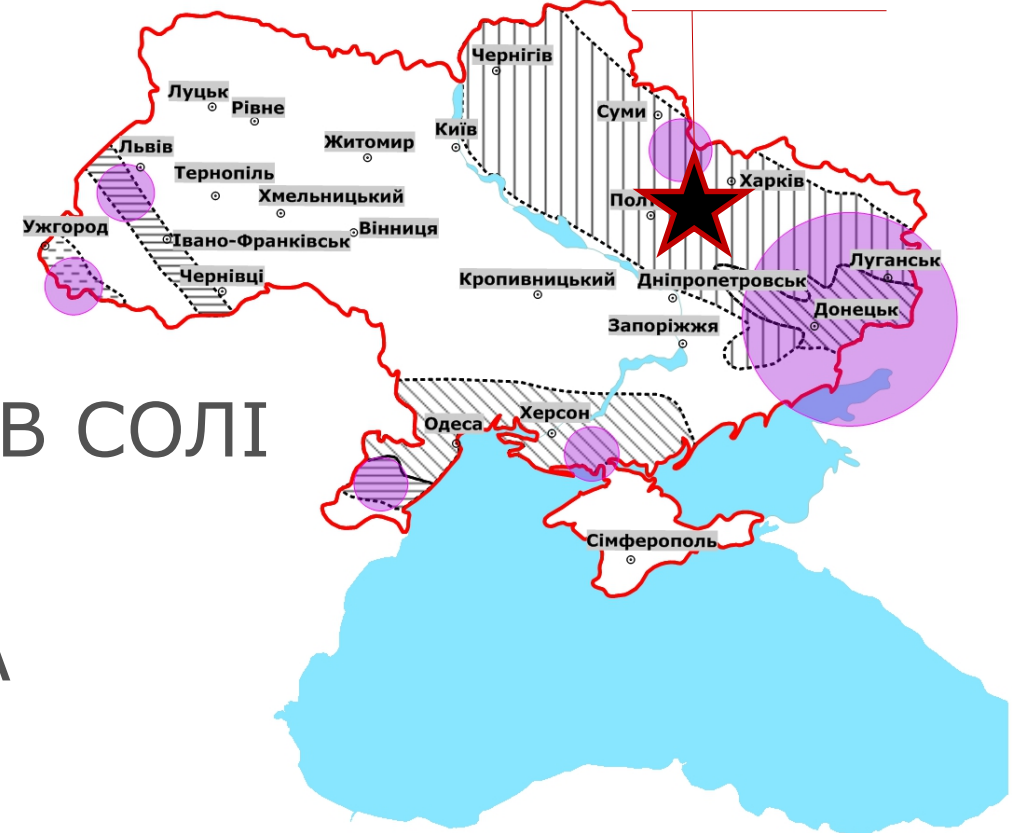 Чернігів
Луцьк
Рівне
Суми
Київ
Житомир
Львів
Тернопіль
Харків
Хмельницький
Пол
Ужгород
Вінниця
Івано-Франківськ
Луганськ
Чернівці
Кропивницький
Дніпропетровськ
Донецьк
Запоріжжя
В СОЛІ
Херсон
Одеса
Сімферополь